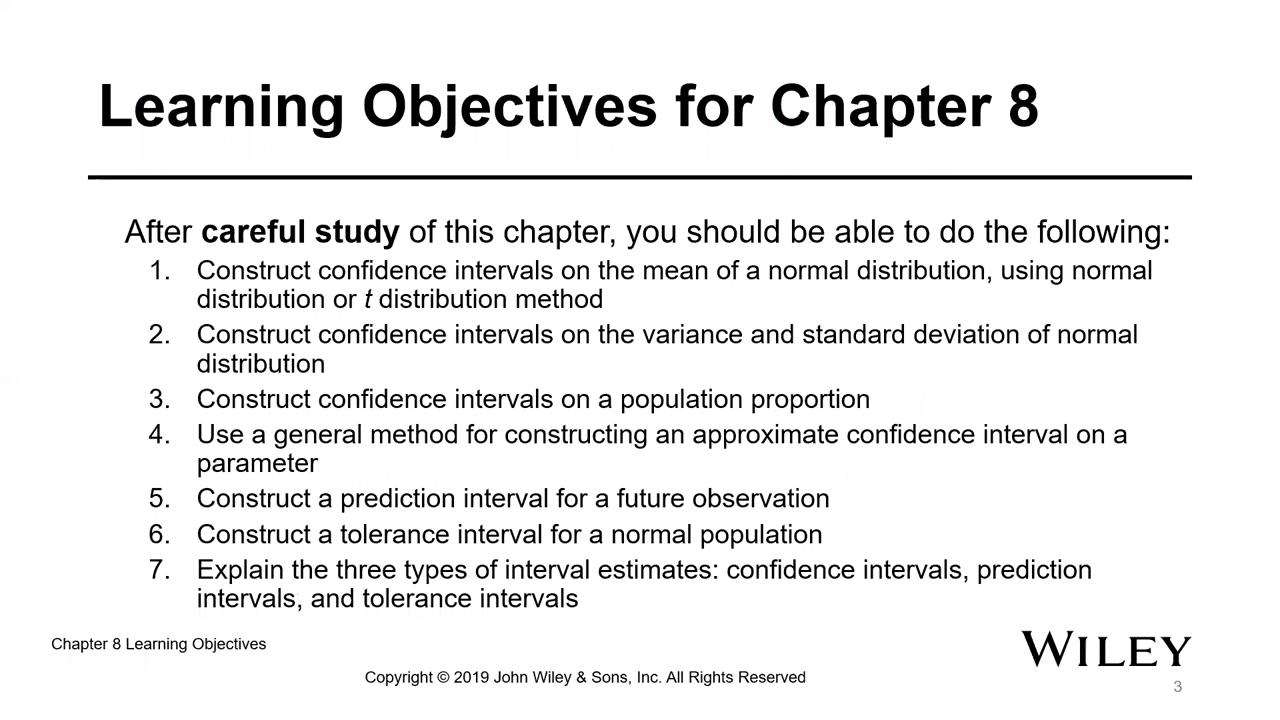 Learning Objectives for Chapter 8
After careful study of this chapter, you should be able to do the following:
1. Construct confidence intervals on the mean of a normal distribution, using normal
distribution or t distribution method
2. Construct confidence intervals on the variance and standard deviation of normal
distribution
3. Construct confidence intervals on a population proportion
4. Use a general method for constructing an approximate confidence interval on a
parameter
5. Construct a prediction interval for a future observation
6. Construct a tolerance interval for a normal population
7. Explain the three types of interval estimates: confidence intervals, prediction
intervals, and tolerance intervals
Chapter 8 Learning Objectives
WILEY
Copyright © 2019 John Wiley & Sons, Inc. All Rights Reserved
3